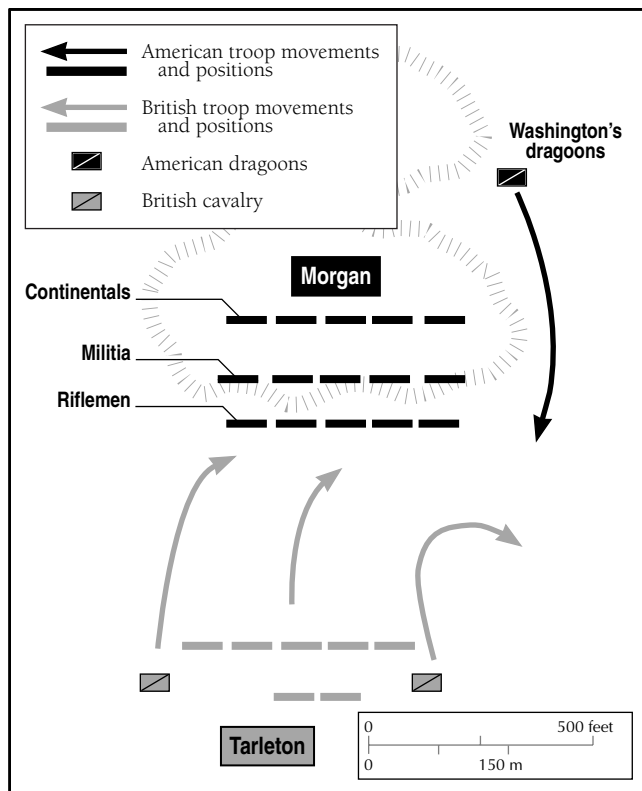 American troop movements
and positions
British troop movements
and positions
American dragoons
British cavalry
Washington's
dragoons
Morgan
Continentals
Militia
Riflemen
Tarleton
0 500 feet
0 150 m